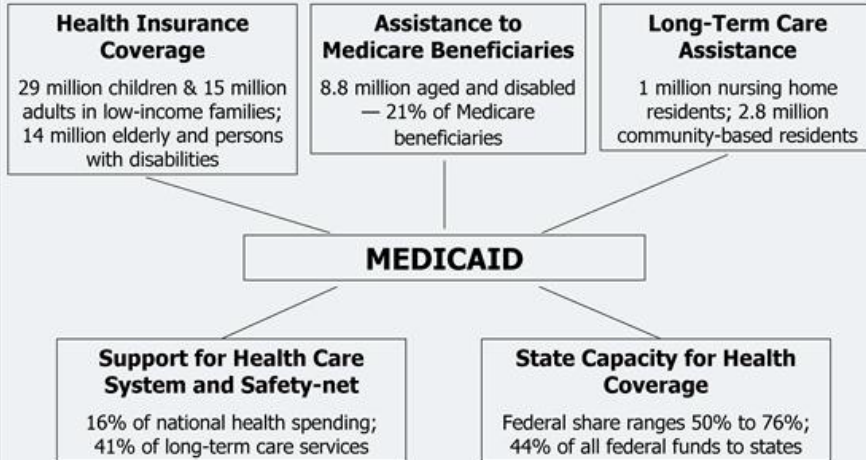 Health Insurance
Coverage
29 million children & 15 million
adults in low-income families;
14 million elderly and persons
with disabilities
Assistance to
Medicare Beneficiaries
8.8 million aged and disabled
— 21% of Medicare
beneficiaries
Long-Term Care
Assistance
1 million nursing home
residents; 2.8 million
community-based residents
MEDICAID
Support for Health Care
System and Safety-net
16% of national health spending;
41% of long-term care services
State Capacity for Health
Coverage
Federal share ranges 50% to 76%;
44% of all federal funds to states